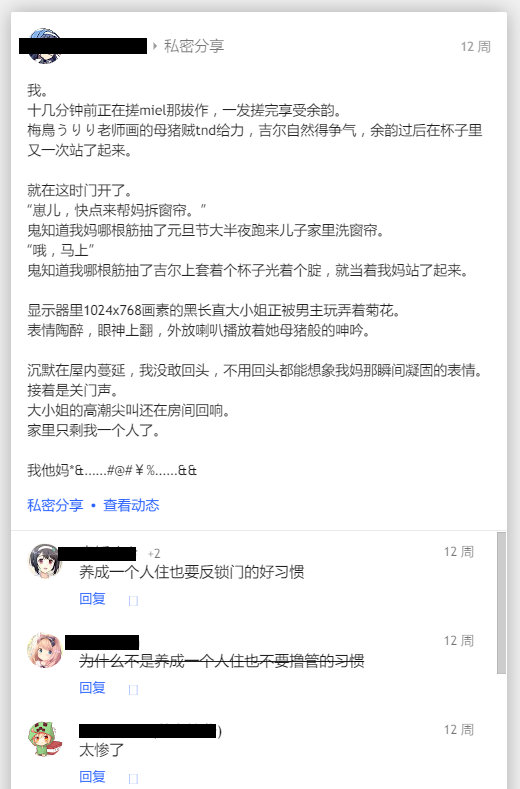 私密分享
12 周
我。
十几分钟前正在搓miel那拔作，一发搓完享受余韵。
梅鳥うりり老师画的母猪贼tnd给力，吉尔自然得争气，余韵过后在杯子里
又一次站了起来。
就在这时门开了。
“崽儿，快点来帮妈拆窗帘。”
鬼知道我妈哪根筋抽了元旦节大半夜跑来儿子家里洗窗帘。
“哦，马上”
鬼知道我哪根筋抽了吉尔上套着个杯子光着个腚，就当着我妈站了起来。
显示器里1024x768画素的黑长直大小姐正被男主玩弄着菊花。
表情陶醉，眼神上翻，外放喇叭播放着她母猪般的呻吟。
沉默在屋内蔓延，我没敢回头，不用回头都能想象我妈那瞬间凝固的表情。
接着是关门声。
大小姐的高潮尖叫还在房间回响。
家里只剩我一个人了。
我他妈*&......#@#￥%......&&
私密分享 • 查看动态
+2
12 周
养成一个人住也要反锁门的好习惯
回复
12 周
为什么不是养成一个人住也不要撸管的习惯
回复
)
12 周
太惨了
回复